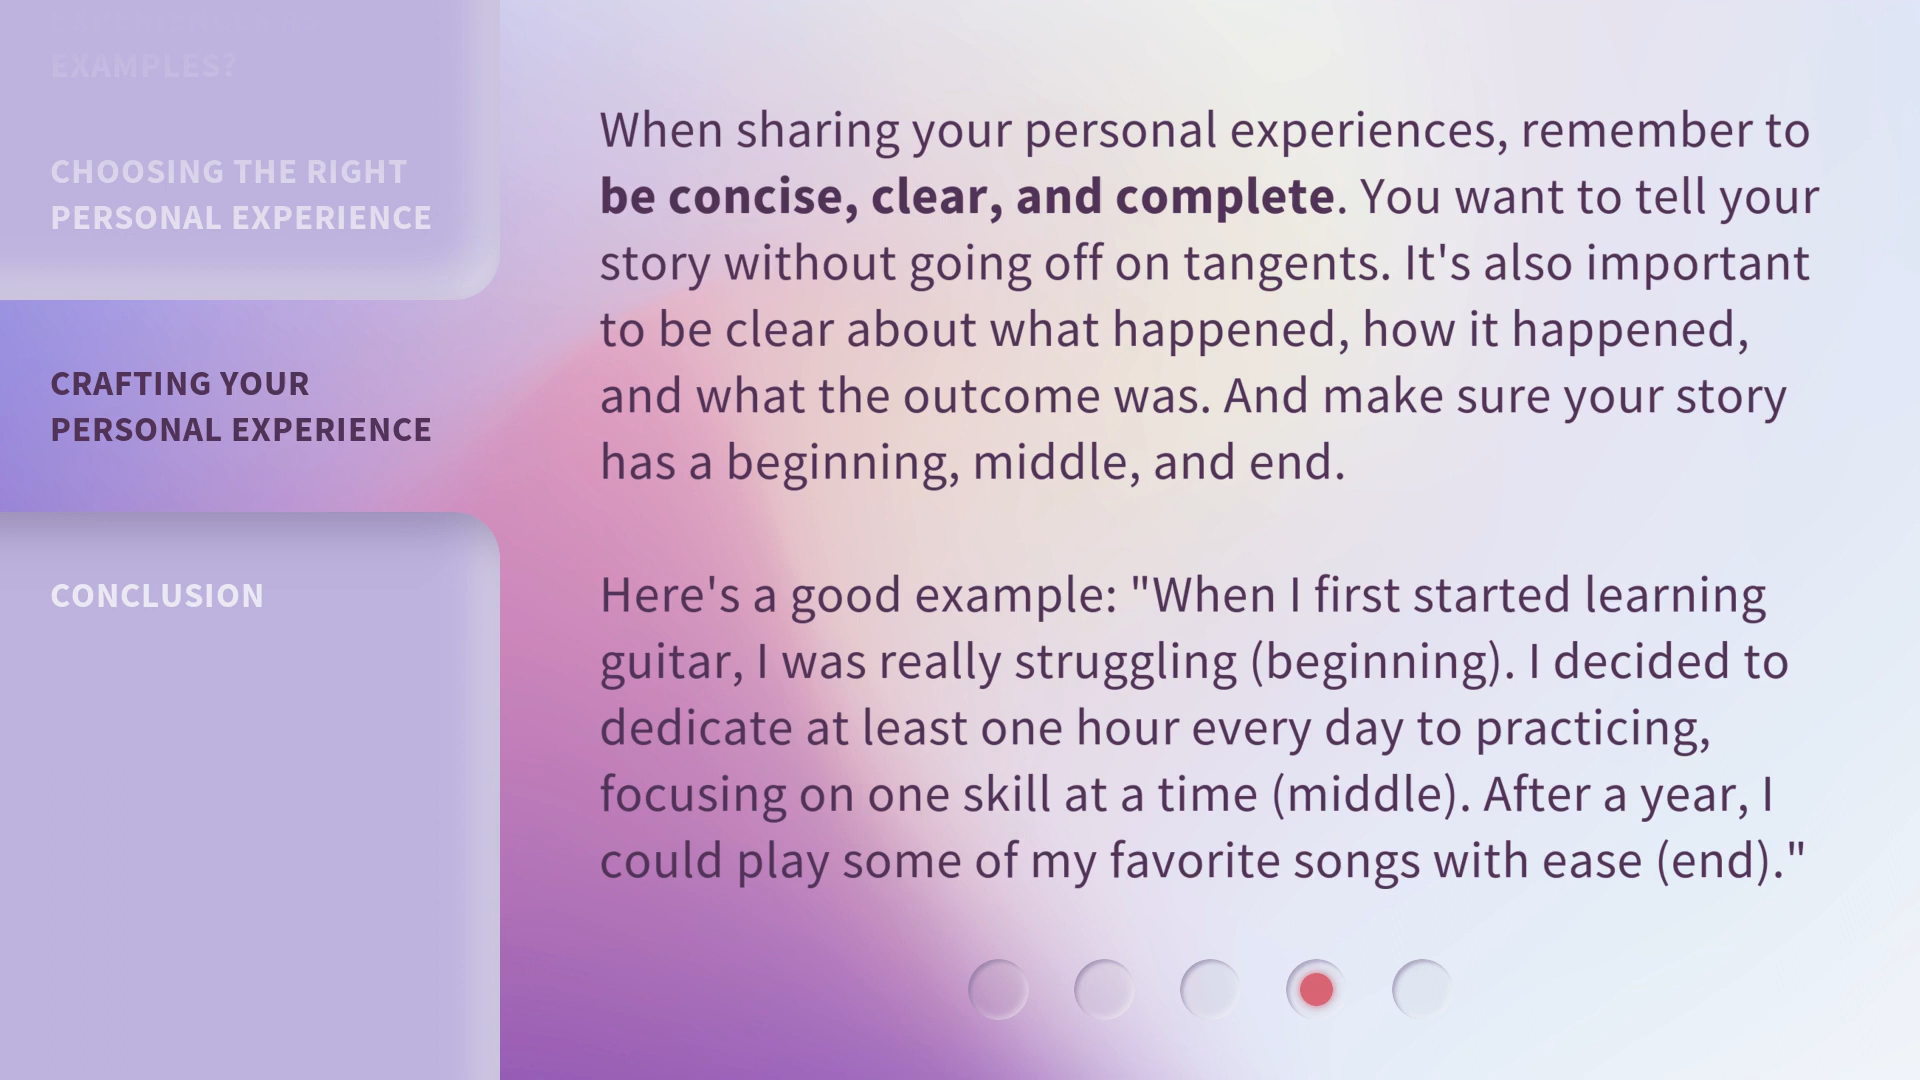 EXAMPLES?
CHOOSING THE RIGHT
PERSONAL EXPERIENCE
CRAFTING YOUR
PERSONAL EXPERIENCE
CONCLUSION
When sharing your personal experiences, remember to
be concise, clear, and complete. You want to tell your
story without going off on tangents. It's also important
to be clear about what happened, how it happened,
and what the outcome was. And make sure your story
has a beginning, middle, and end.
Here's a good example: "When I first started learning
guitar, I was really struggling (beginning). I decided to
dedicate at least one hour every day to practicing,
focusing on one skill at a time (middle). After a year, I
could play some of my favorite songs with ease (end)."